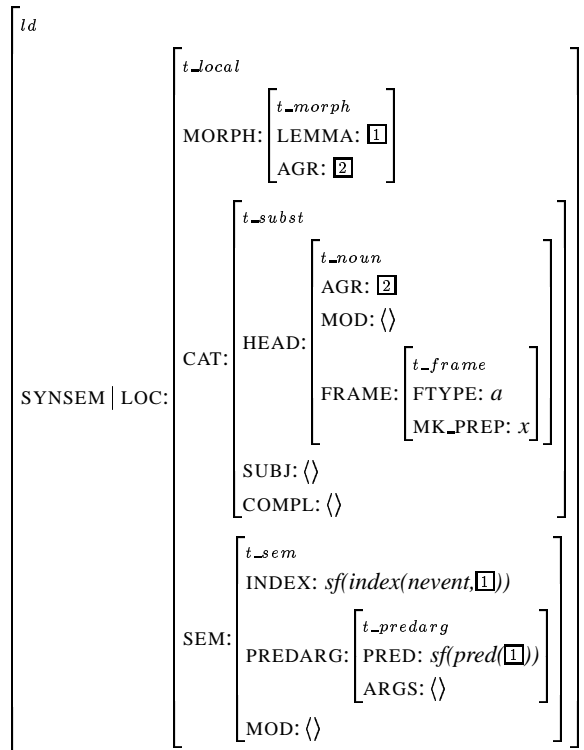 ld
t_local
t_morph
MORPH: LEMMA: 1
AGR: 2
t_subst
t_noun
AGR: 2
MOD: ⟨⟩
HEAD:
t_frame
CAT:
FRAME: FTYPE: a
SYNSEM | LOC:
MK_PREP: x
SUBJ: ⟨⟩
COMPL: ⟨⟩
t_sem
INDEX: sf(index(nevent,1))
t_predarg
SEM:
PREDARG: PRED: sf(pred(1))
ARGS: ⟨⟩
MOD: ⟨⟩